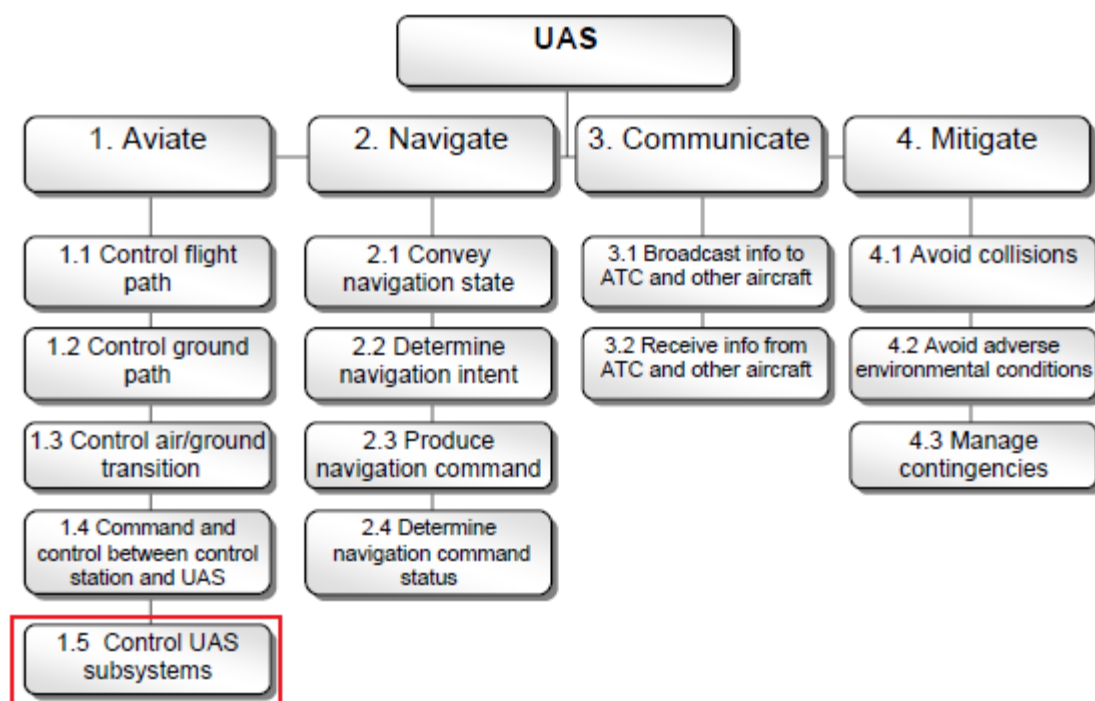 UAS
1. Aviate
2. Navigate
3. Communicate
4. Mitigate
1.1 Control flight
path
2.1 Convey
navigation state
3.1 Broadcast info to
ATC and other aircraft
4.1 Avoid collisions
1.2 Control ground
path
2.2 Determine
navigation intent
3.2 Receive info from
ATC and other aircraft
4.2 Avoid adverse
environmental conditions
1.3 Control air/ground
transition
2.3 Produce
navigation command
4.3 Manage
contingencies
1.4 Command and
control between control
station and UAS
2.4 Determine
navigation command
status
1.5 Control UAS
subsystems